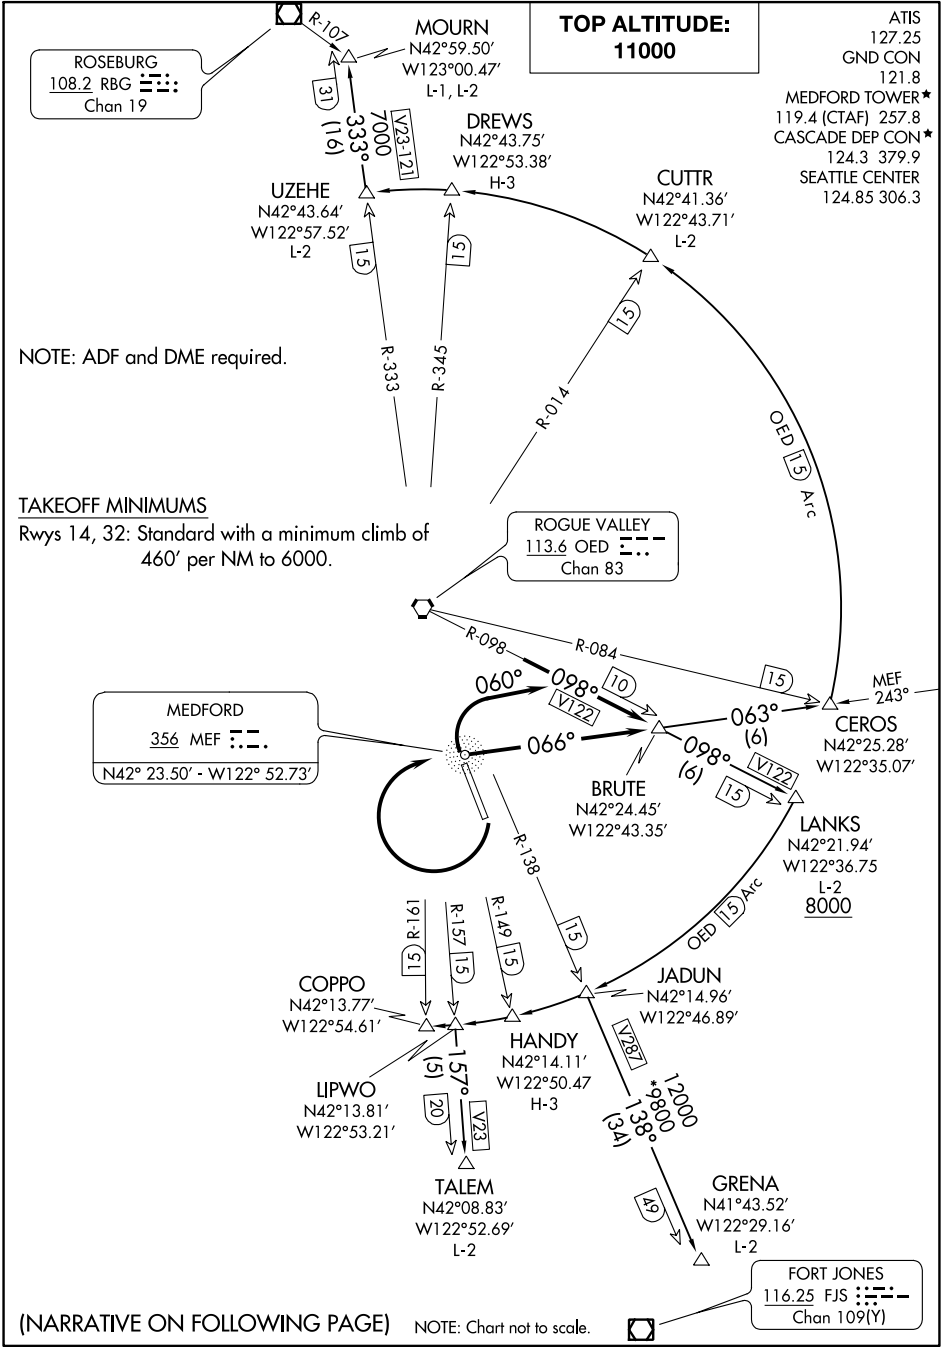 TOP ALTITUDE:
11000
ATIS
127.25
GND CON
121.8
MEDFORD TOWER★
119.4 (CTAF) 257.8
CASCADE DEP CON★
124.3 379.9
SEATTLE CENTER
124.85 306.3
ROSEBURG
108.2 RBG
Chan 19
R-107
MOURN
N42°59.50'
W123°00.47'
L-1, L-2
31
333°
(16)
7000
V23-121
DREWS
N42°43.75'
W122°53.38'
H-3
UZEHE
N42°43.64'
W122°57.52'
L-2
CUTTR
N42°41.36'
W122°43.71'
L-2
15
15
15
R-333
R-345
R-014
NOTE: ADF and DME required.
OED 15 Arc
TAKEOFF MINIMUMS
Rwys 14, 32: Standard with a minimum climb of
460' per NM to 6000.
ROGUE VALLEY
113.6 OED
Chan 83
R-098
R-084
15
MEF
243°
060°
098°
V122
10
MEDFORD
356 MEF
N42° 23.50' - W122° 52.73'
066°
063°
(6)
CEROS
N42°25.28'
W122°35.07'
BRUTE
N42°24.45'
W122°43.35'
098°
(6)
V122
15
LANKS
N42°21.94'
W122°36.75
L-2
8000
R-138
15
OED 15 Arc
R-161
15
R-157
15
R-149
15
COPPO
N42°13.77'
W122°54.61'
JADUN
N42°14.96'
W122°46.89'
HANDY
N42°14.11'
W122°50.47
H-3
LIPWO
N42°13.81'
W122°53.21'
157°
(5)
V23
20
V287
12000
*9800
138°
(34)
49
TALEM
N42°08.83'
W122°52.69'
L-2
GRENA
N41°43.52'
W122°29.16'
L-2
FORT JONES
116.25 FJS
Chan 109(Y)
(NARRATIVE ON FOLLOWING PAGE)
NOTE: Chart not to scale.